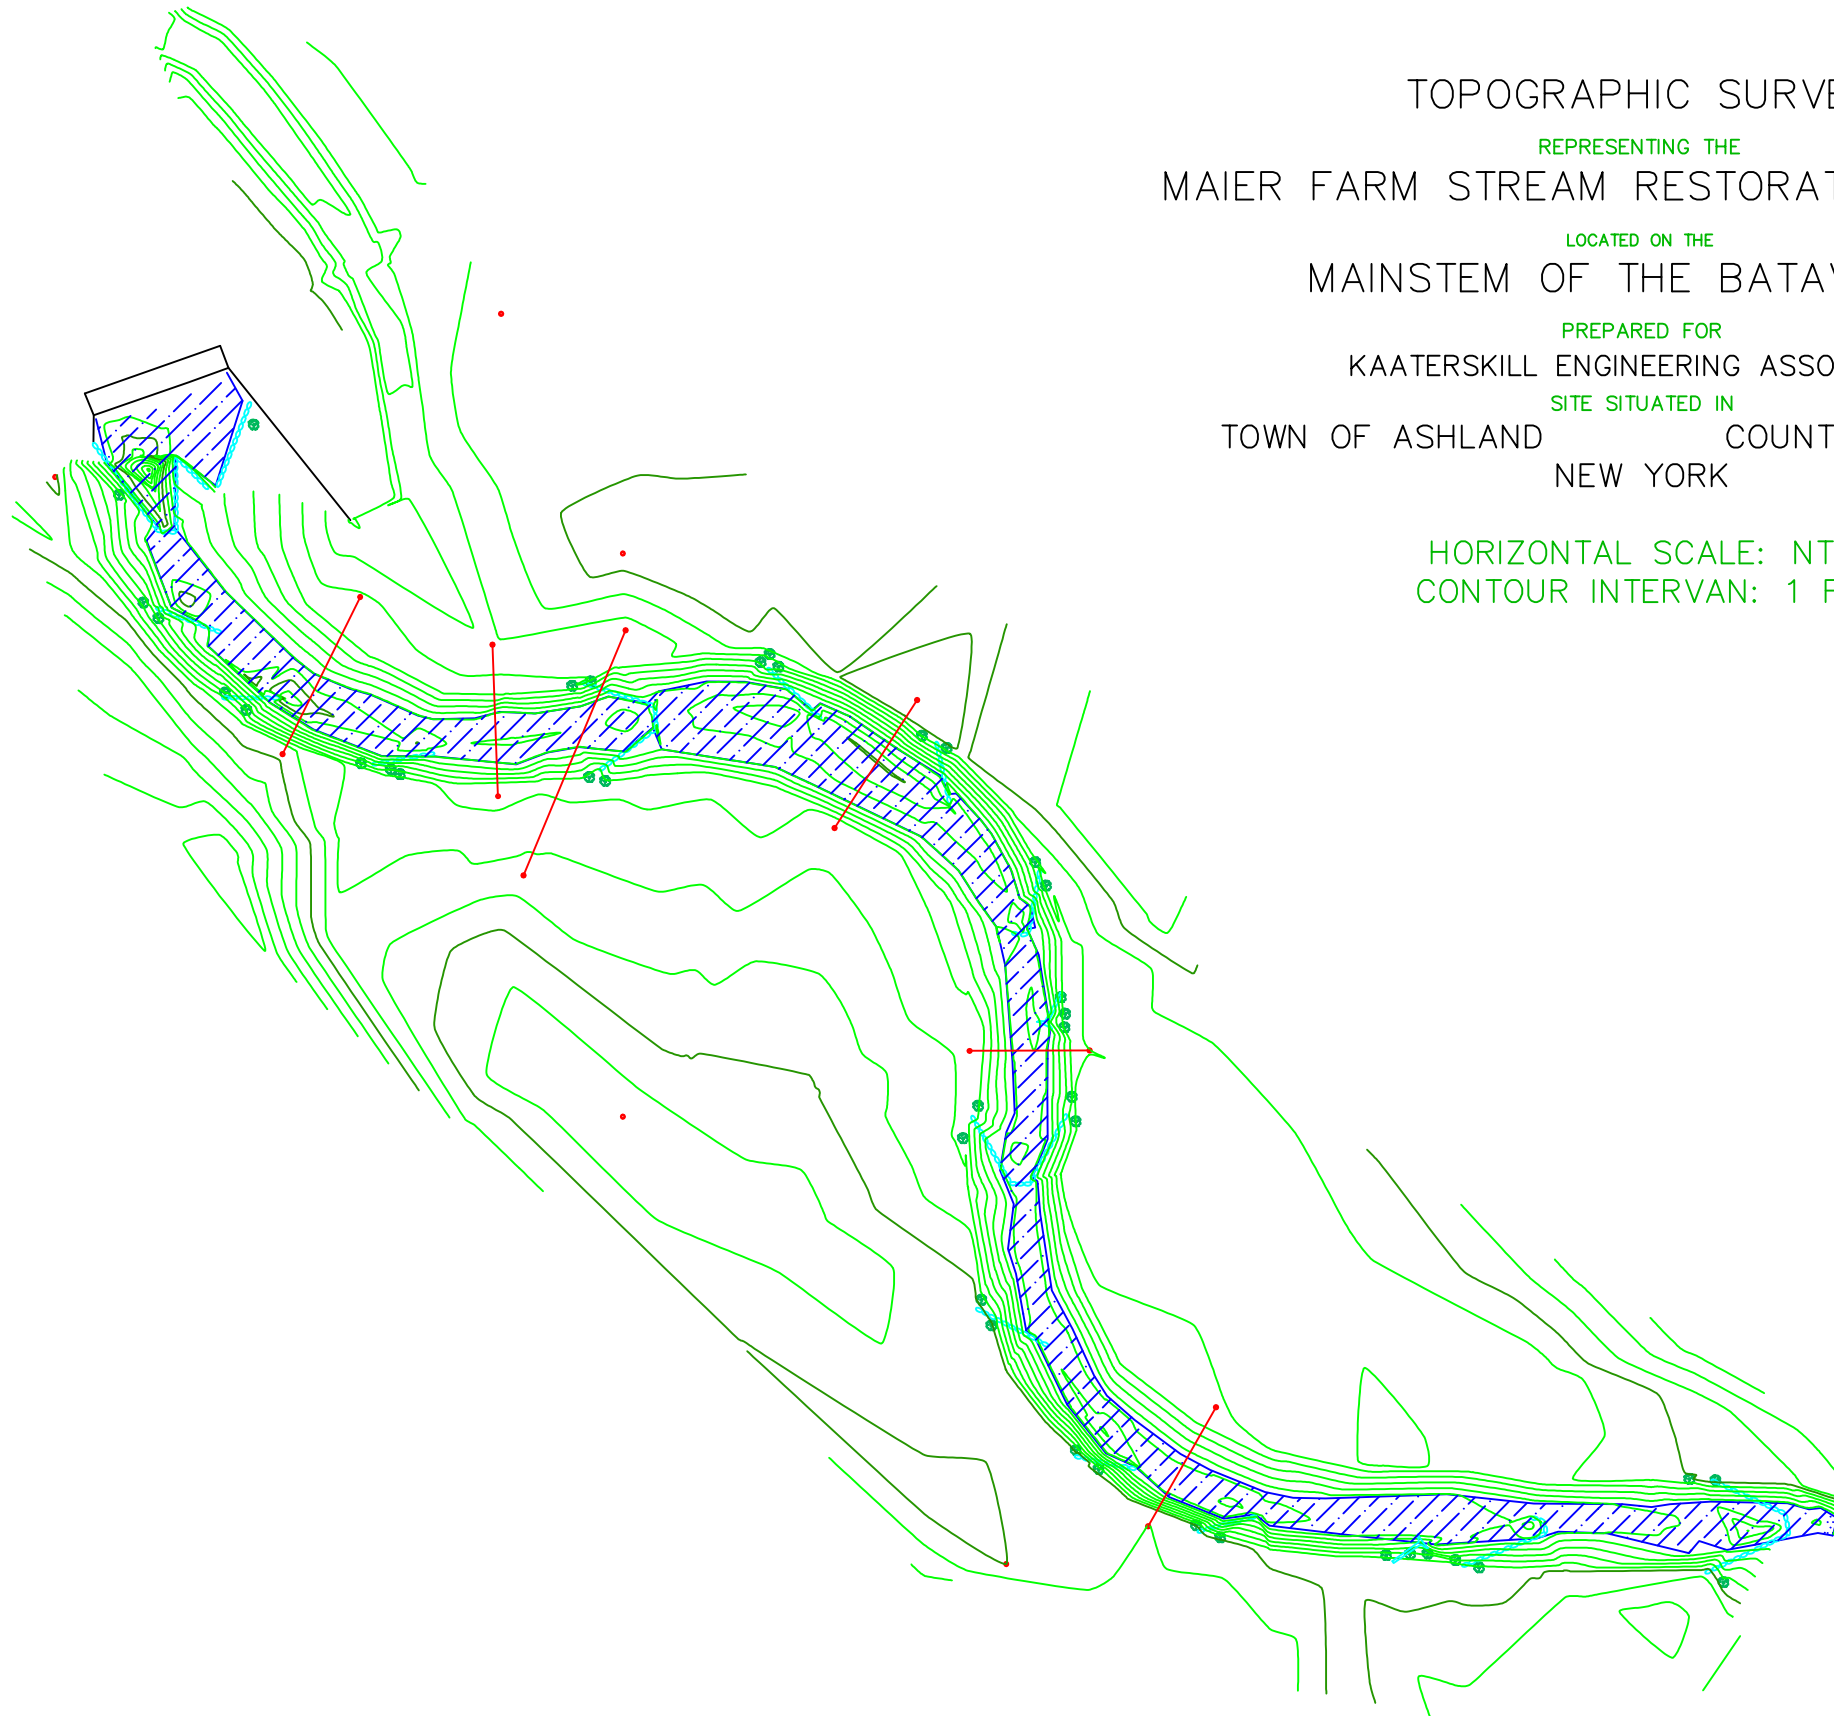 TOPOGRAPHIC SURVE
REPRESENTING THE
MAIER FARM STREAM RESTORAT
LOCATED ON THE
MAINSTEM OF THE BATAV
PREPARED FOR
KAATERSKILL ENGINEERING ASSO
SITE SITUATED IN
TOWN OF ASHLAND COUNT
NEW YORK
HORIZONTAL SCALE: NT
CONTOUR INTERVAN: 1 F